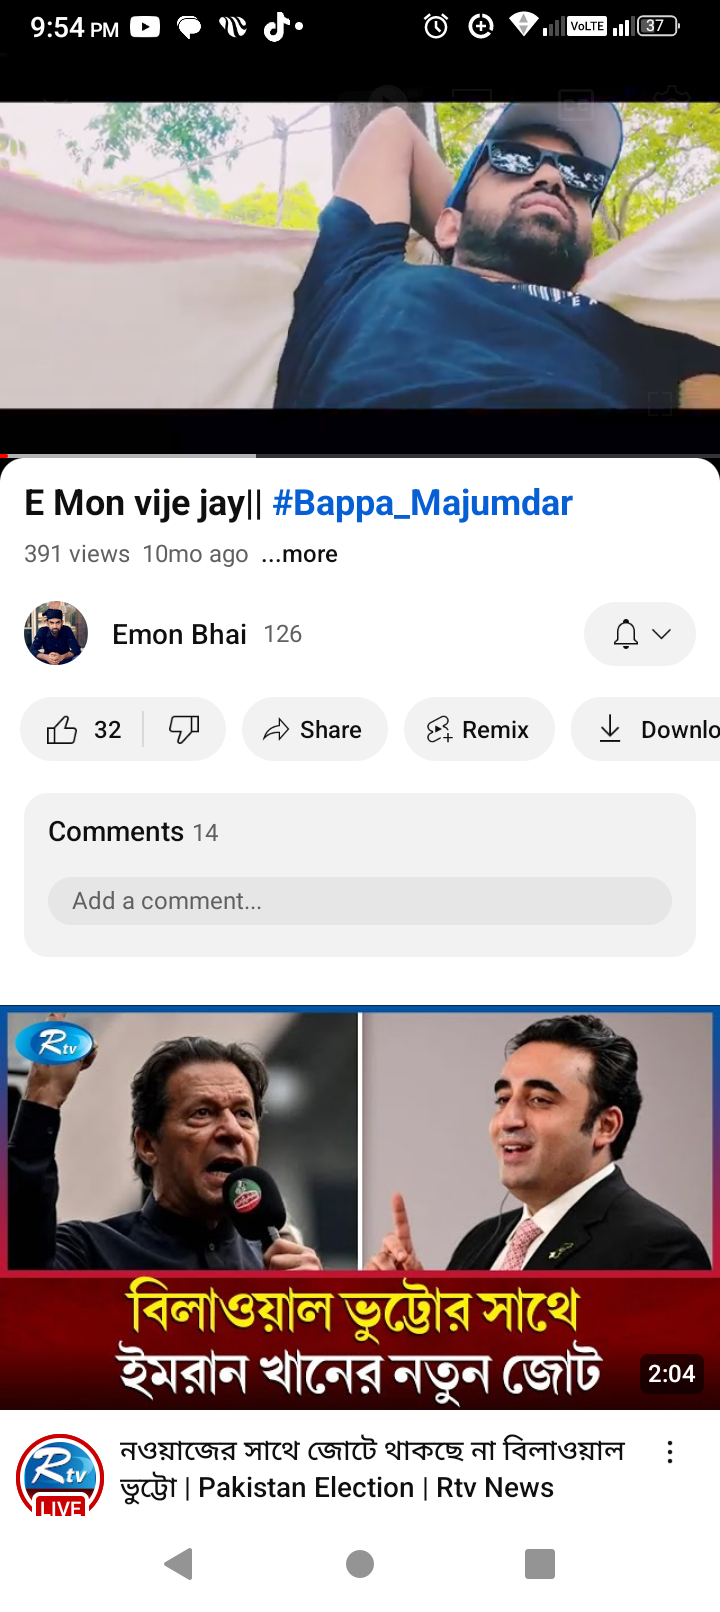 9:54 PM
VoLTE
37
E Mon vije jay|| #Bappa_Majumdar
391 views 10mo ago ...more
Emon Bhai 126
32
Share
Remix
Downlo
Comments 14
Add a comment...
Rtv
বিলাওয়াল ভুট্টোর সাথে
ইমরান খানের নতুন জোট
2:04
Rtv
LIVE
নওয়াজের সাথে জোটে থাকছে না বিলাওয়াল
ভুট্টো | Pakistan Election | Rtv News